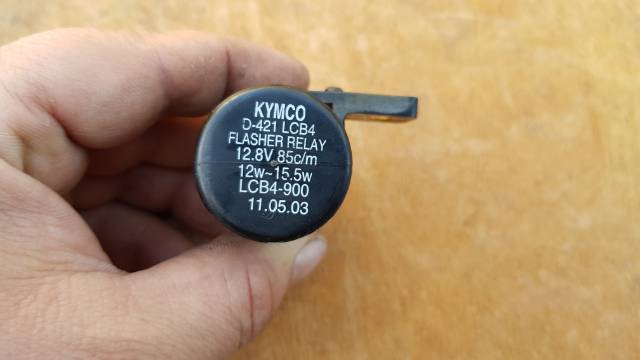 KYMCO
D-421 LCB4
FLASHER RELAY
12.8V 85c/m
12w~15.5w
LCB4-900
11.05.03